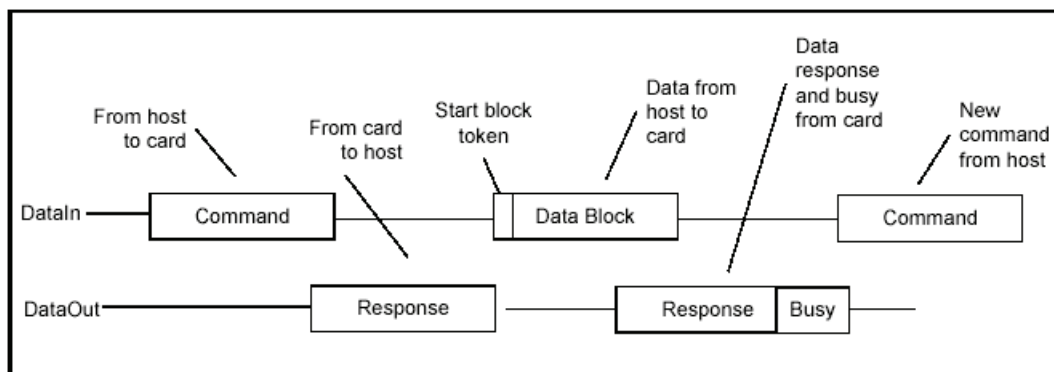 From host
to card
From card
to host
Start block
token
Data from
host to
card
Data
response
and busy
from card
New
command
from host
DataIn
Command
Data Block
Command
DataOut
Response
Response
Busy